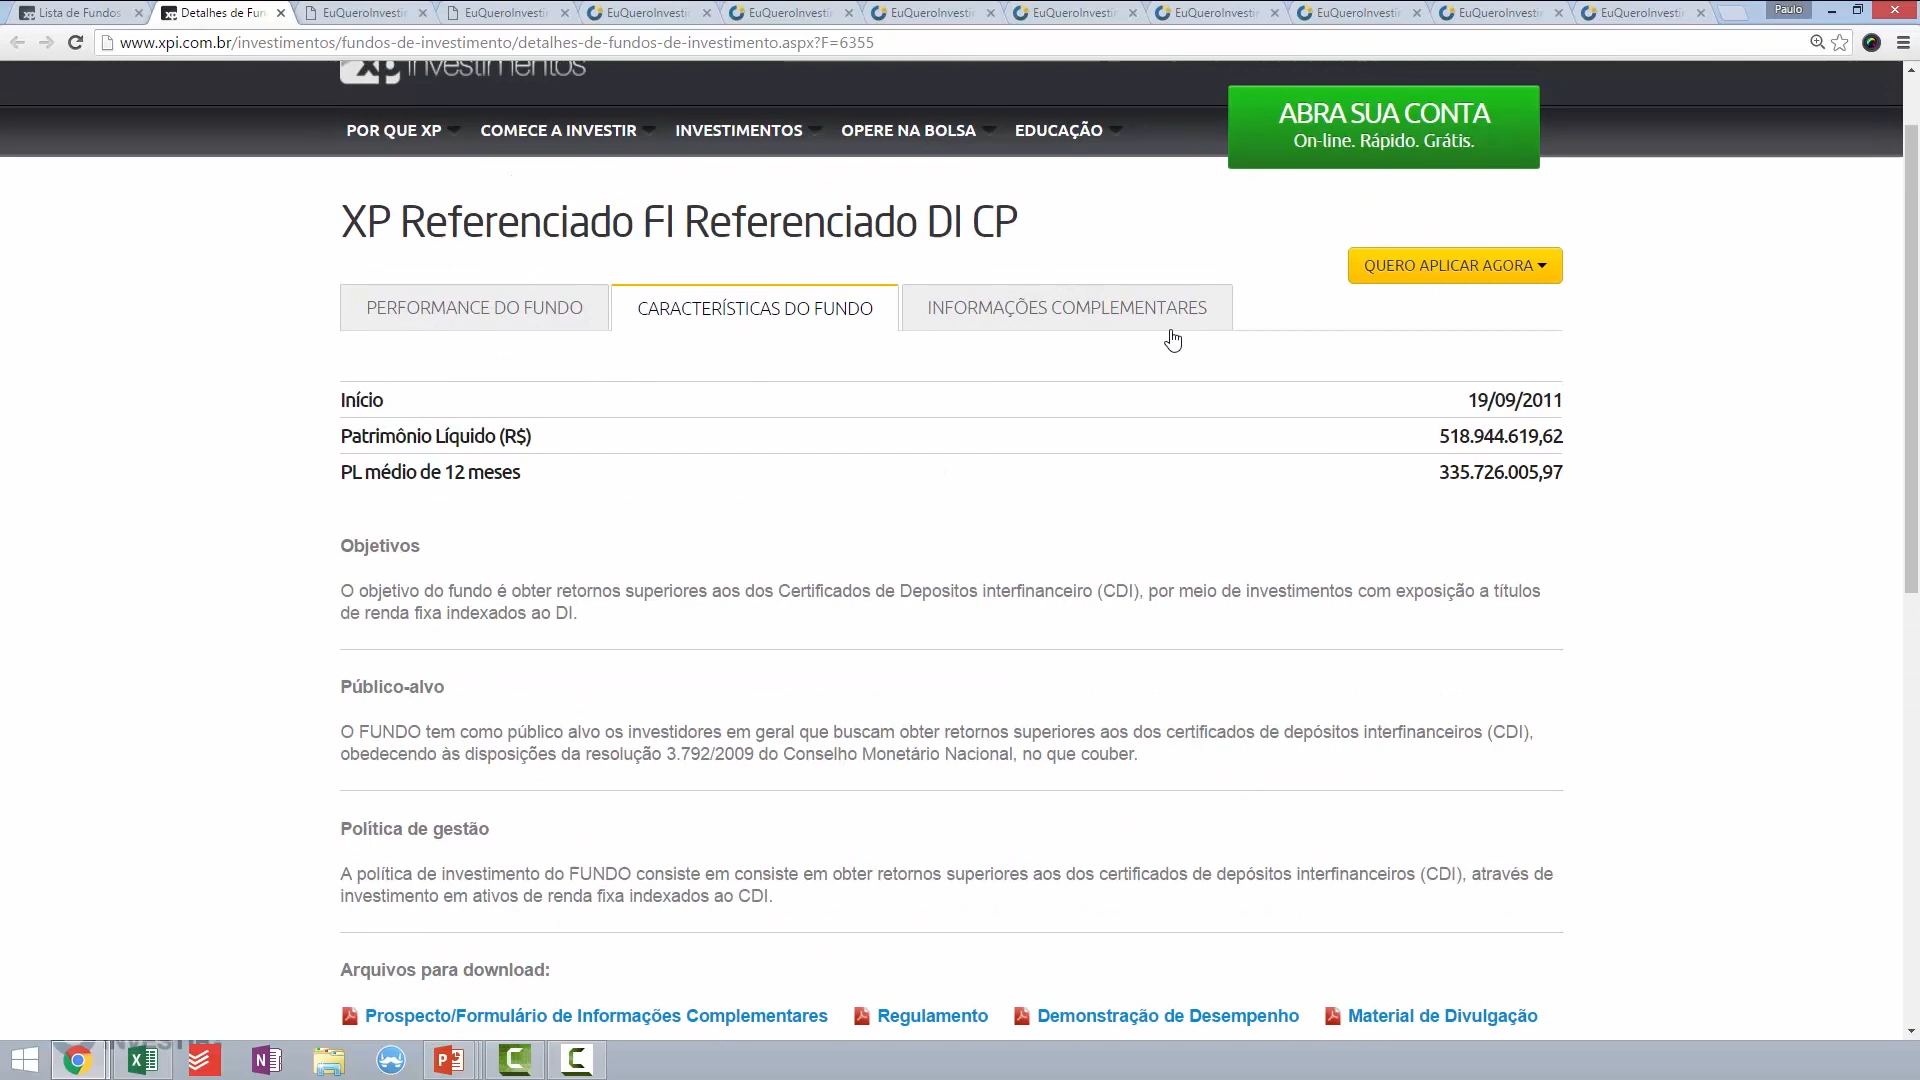 Lista de Fundos
Detalhes de Fun
EuQueroInvesti
EuQueroInvesti
EuQueroInvesti
EuQueroInvesti
EuQueroInvesti
EuQueroInvesti
EuQueroInvesti
EuQueroInvesti
EuQueroInvesti
EuQueroInvesti
Paulo
www.xpi.com.br/investimentos/fundos-de-investimento/detalhes-de-fundos-de-investimento.aspx?F=6355
xp investimentos
POR QUE XP
COMECE A INVESTIR
INVESTIMENTOS
OPERE NA BOLSA
EDUCAÇÃO
ABRA SUA CONTA
On-line. Rápido. Grátis.
XP Referenciado FI Referenciado DI CP
QUERO APLICAR AGORA
PERFORMANCE DO FUNDO
CARACTERÍSTICAS DO FUNDO
INFORMAÇÕES COMPLEMENTARES
Início 19/09/2011
Patrimônio Líquido (R$) 518.944.619,62
PL médio de 12 meses 335.726.005,97
Objetivos
O objetivo do fundo é obter retornos superiores aos dos Certificados de Depositos interfinanceiro (CDI), por meio de investimentos com exposição a títulos
de renda fixa indexados ao DI.
Público-alvo
O FUNDO tem como público alvo os investidores em geral que buscam obter retornos superiores aos dos certificados de depósitos interfinanceiros (CDI),
obedecendo às disposições da resolução 3.792/2009 do Conselho Monetário Nacional, no que couber.
Política de gestão
A política de investimento do FUNDO consiste em consiste em obter retornos superiores aos dos certificados de depósitos interfinanceiros (CDI), através de
investimento em ativos de renda fixa indexados ao CDI.
Arquivos para download:
Prospecto/Formulário de Informações Complementares
Regulamento
Demonstração de Desempenho
Material de Divulgação